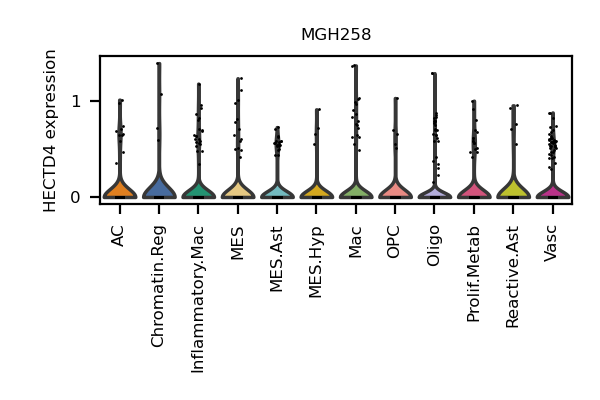 MGH258
HECTD4 expression
1
0
AC
Chromatin.Reg
Inflammatory.Mac
MES
MES.Ast
MES.Hyp
Mac
OPC
Oligo
Prolif.Metab
Reactive.Ast
Vasc